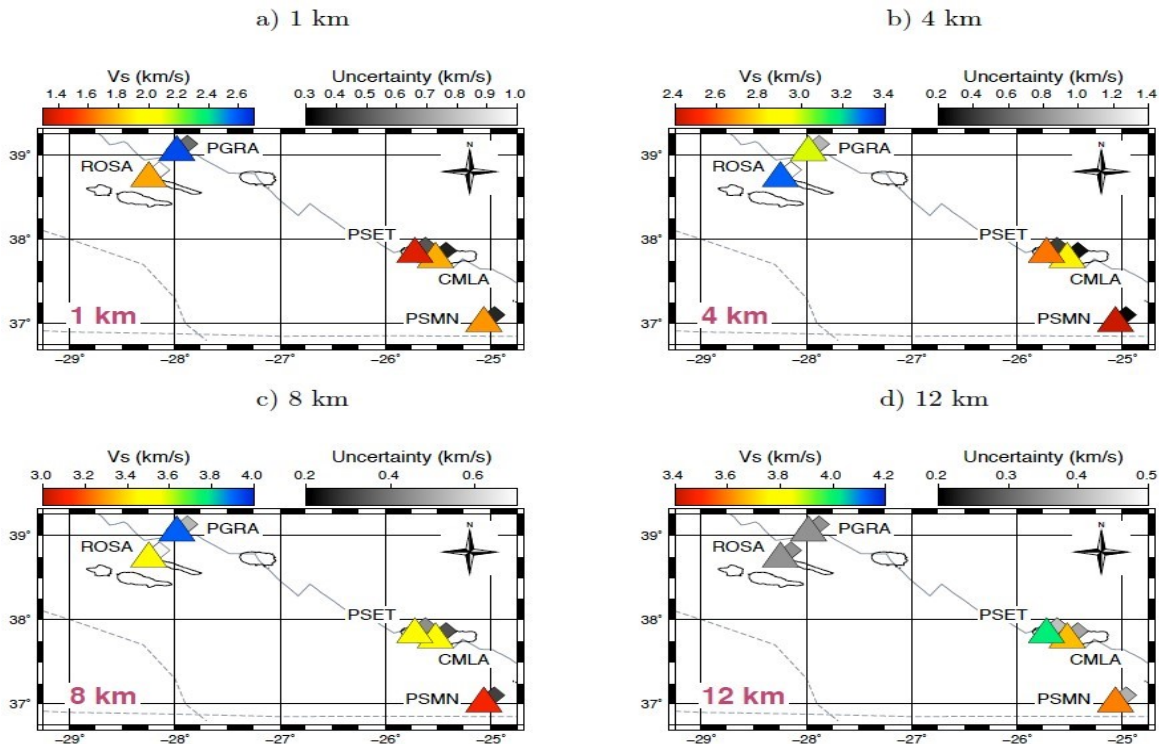 a) 1 km
Vs (km/s)
Uncertainty (km/s)
1.4 1.6 1.8 2.0 2.2 2.4 2.6
0.3 0.4 0.5 0.6 0.7 0.8 0.9 1.0
39°
38°
37°
ROSA
PGRA
N
PSET
CMLA
PSMN
1 km
−29° −28° −27° −26° −25°
b) 4 km
Vs (km/s)
Uncertainty (km/s)
2.4 2.6 2.8 3.0 3.2 3.4
0.2 0.4 0.6 0.8 1.0 1.2 1.4
39°
38°
37°
ROSA
PGRA
N
PSET
CMLA
PSMN
4 km
−29° −28° −27° −26° −25°
c) 8 km
Vs (km/s)
Uncertainty (km/s)
3.0 3.2 3.4 3.6 3.8 4.0
0.2 0.4 0.6
39°
38°
37°
ROSA
PGRA
N
PSET
CMLA
PSMN
8 km
−29° −28° −27° −26° −25°
d) 12 km
Vs (km/s)
Uncertainty (km/s)
3.4 3.6 3.8 4.0 4.2
0.2 0.3 0.4 0.5
39°
38°
37°
ROSA
PGRA
N
PSET
CMLA
PSMN
12 km
−29° −28° −27° −26° −25°